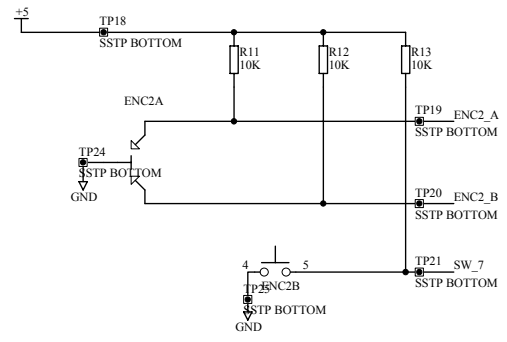 +5
TP18
SSTP BOTTOM
R11
10K
R12
10K
R13
10K
ENC2A
TP19
ENC2_A
SSTP BOTTOM
TP24
SSTP BOTTOM
GND
TP20
ENC2_B
SSTP BOTTOM
4
5
TP21
SW_7
SSTP BOTTOM
ENC2B
TP25
SSTP BOTTOM
GND